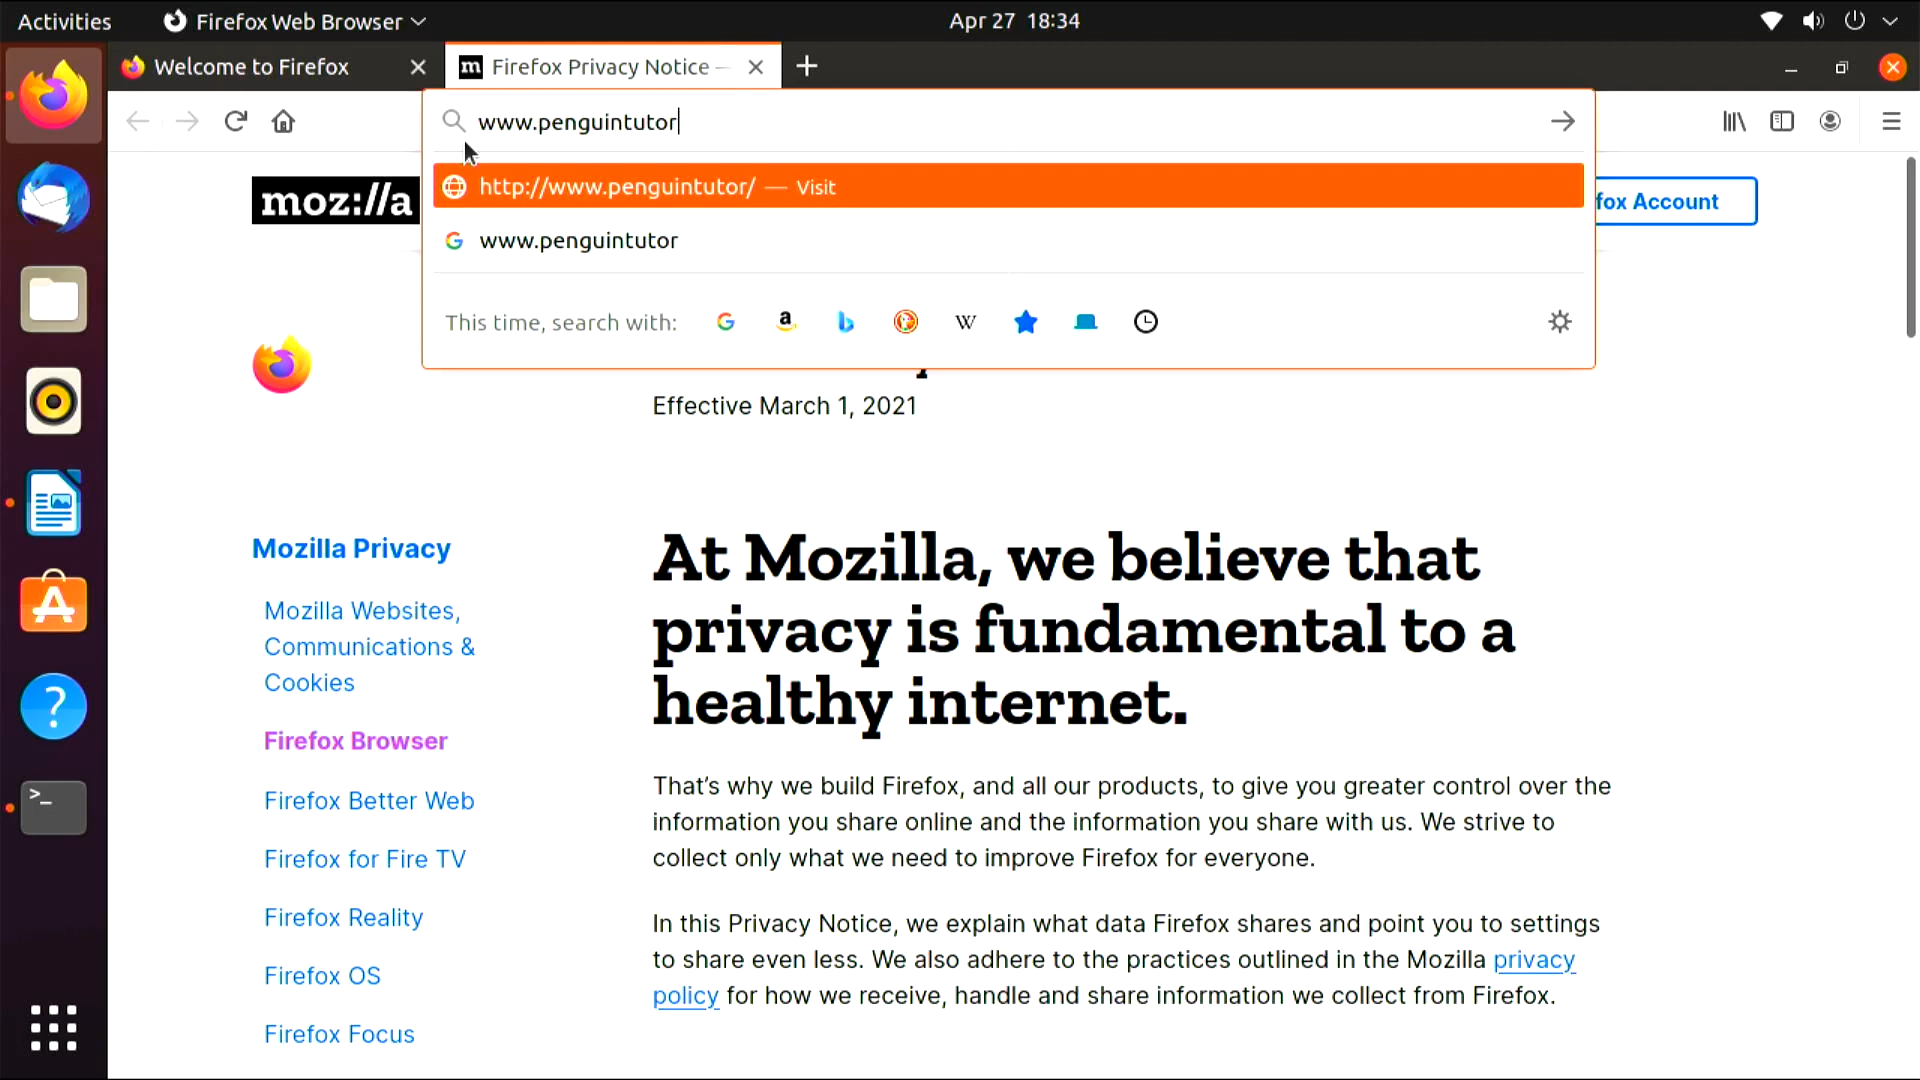 Activities
Firefox Web Browser
Apr 27 18:34
Welcome to Firefox
m Firefox Privacy Notice —
www.penguintutor
http://www.penguintutor/ — Visit
www.penguintutor
This time, search with:
moz://a
fox Account
Effective March 1, 2021
Mozilla Privacy
Mozilla Websites,
Communications &
Cookies
Firefox Browser
Firefox Better Web
Firefox for Fire TV
Firefox Reality
Firefox OS
Firefox Focus
At Mozilla, we believe that
privacy is fundamental to a
healthy internet.
That’s why we build Firefox, and all our products, to give you greater control over the
information you share online and the information you share with us. We strive to
collect only what we need to improve Firefox for everyone.
In this Privacy Notice, we explain what data Firefox shares and point you to settings
to share even less. We also adhere to the practices outlined in the Mozilla privacy
policy for how we receive, handle and share information we collect from Firefox.